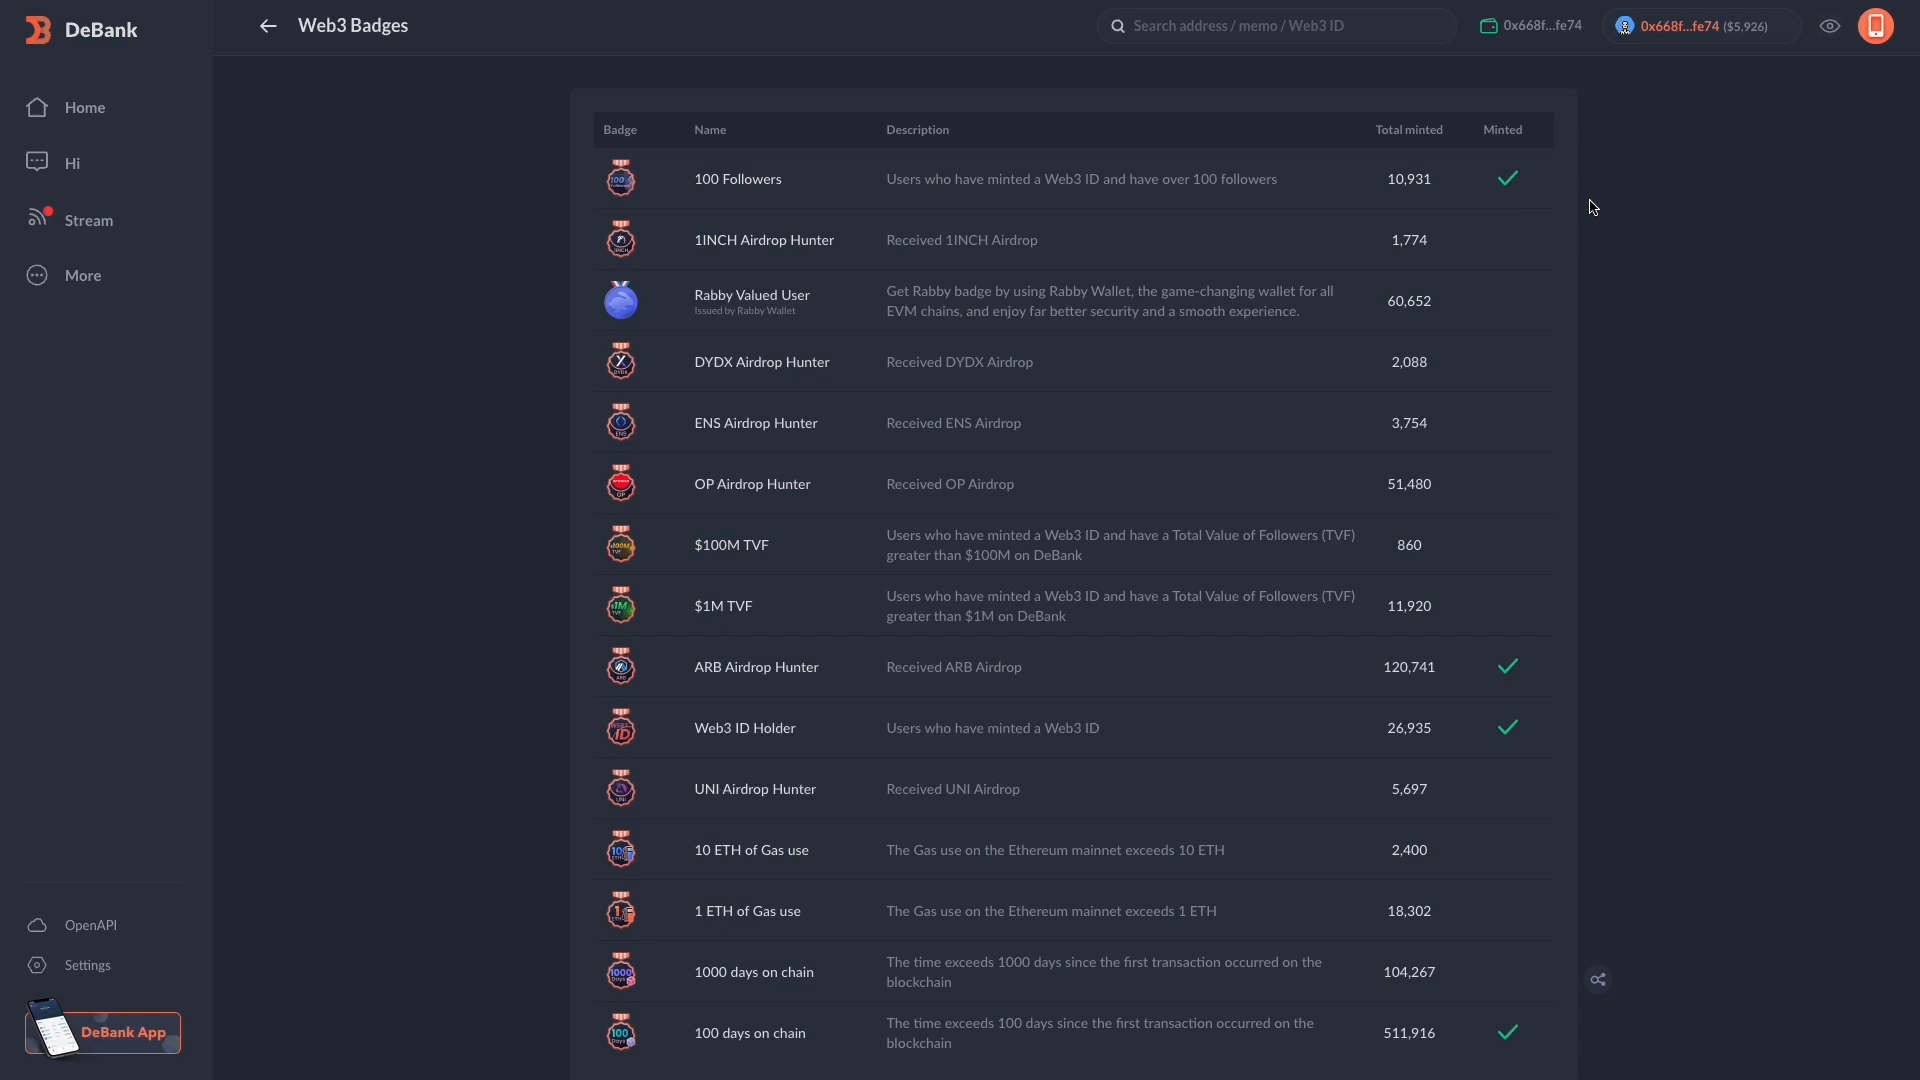 DeBank
Web3 Badges
Search address / memo / Web3 ID
0x668f...fe74
0x668f...fe74 ($5,926)
Home
Hi
Stream
More
Badge Name Description Total minted Minted
100 Followers Users who have minted a Web3 ID and have over 100 followers 10,931
1INCH Airdrop Hunter Received 1INCH Airdrop 1,774
Rabby Valued User
Issued by Rabby Wallet
Get Rabby badge by using Rabby Wallet, the game-changing wallet for all
EVM chains, and enjoy far better security and a smooth experience.
60,652
DYDX Airdrop Hunter Received DYDX Airdrop 2,088
ENS Airdrop Hunter Received ENS Airdrop 3,754
OP Airdrop Hunter Received OP Airdrop 51,480
$100M TVF
Users who have minted a Web3 ID and have a Total Value of Followers (TVF)
greater than $100M on DeBank
860
$1M TVF
Users who have minted a Web3 ID and have a Total Value of Followers (TVF)
greater than $1M on DeBank
11,920
ARB Airdrop Hunter Received ARB Airdrop 120,741
Web3 ID Holder Users who have minted a Web3 ID 26,935
UNI Airdrop Hunter Received UNI Airdrop 5,697
10 ETH of Gas use The Gas use on the Ethereum mainnet exceeds 10 ETH 2,400
1 ETH of Gas use The Gas use on the Ethereum mainnet exceeds 1 ETH 18,302
1000 days on chain
The time exceeds 1000 days since the first transaction occurred on the
blockchain
104,267
100 days on chain
The time exceeds 100 days since the first transaction occurred on the
blockchain
511,916
OpenAPI
Settings
DeBank App